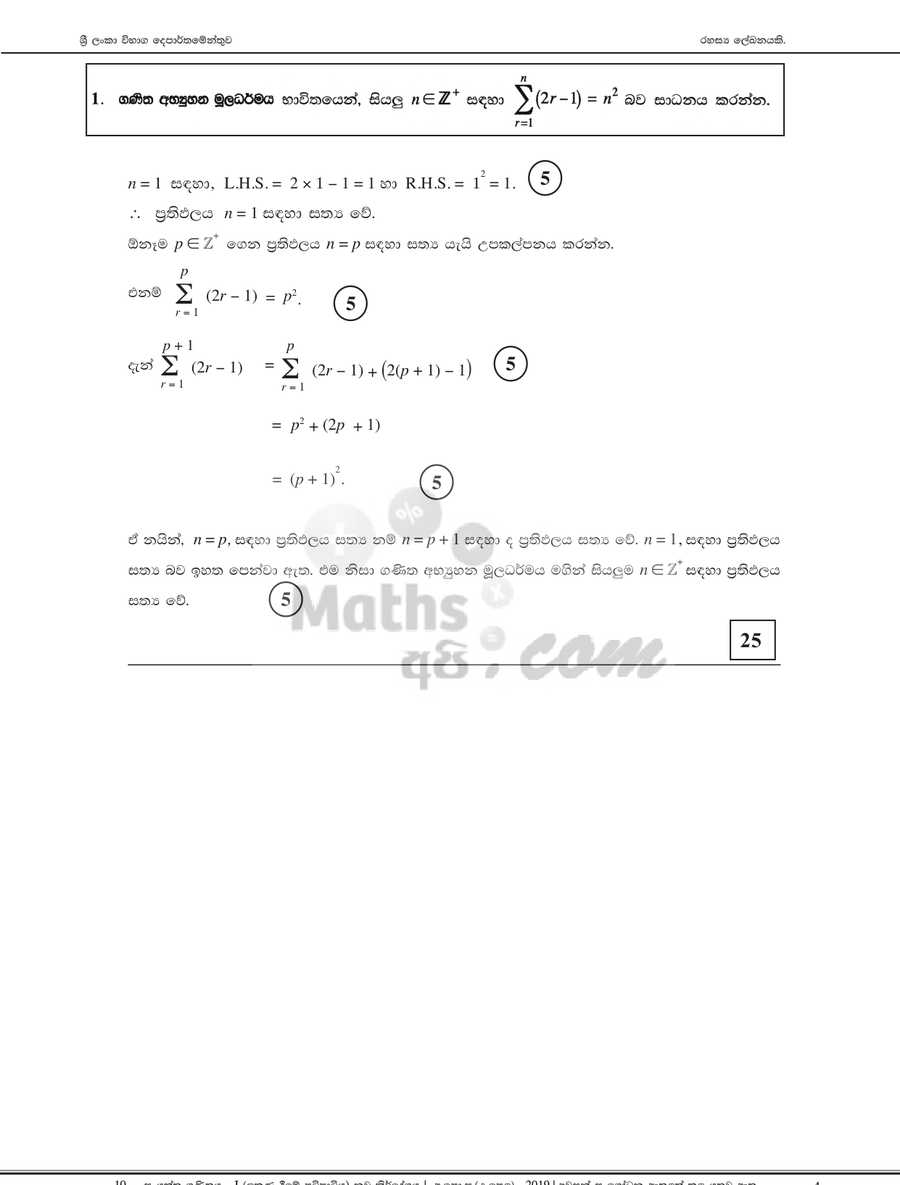 ශ්‍රී ලංකා විභාග දෙපාර්තමේන්තුව රහස්‍ය ලේඛනයකි.
1. ගණිත අභ්‍යුහන මූලධර්මය භාවිතයෙන්, සියලු n ∈ ℤ⁺ සඳහා ∑_{r=1}^{n} (2r – 1) = n² බව සාධනය කරන්න.
n = 1 සඳහා, L.H.S. = 2 × 1 – 1 = 1 හා R.H.S. = 1² = 1. 5
∴ ප්‍රතිඵලය n = 1 සඳහා සත්‍ය වේ.
ඕනෑම p ∈ ℤ⁺ ගෙන ප්‍රතිඵලය n = p සඳහා සත්‍ය යැයි උපකල්පනය කරන්න.
එනම් ∑_{r = 1}^{p} (2r – 1) = p². 5
දැන් ∑_{r = 1}^{p + 1} (2r – 1) = ∑_{r = 1}^{p} (2r – 1) + (2(p + 1) – 1) 5
= p² + (2p + 1)
= (p + 1)². 5
ඒ නයින්, n = p, සඳහා ප්‍රතිඵලය සත්‍ය නම් n = p + 1 සඳහා ද ප්‍රතිඵලය සත්‍ය වේ. n = 1, සඳහා ප්‍රතිඵලය
සත්‍ය බව ඉහත පෙන්වා ඇත. එම නිසා ගණිත අභ්‍යුහන මූලධර්මය මගින් සියලුම n ∈ ℤ⁺ සඳහා ප්‍රතිඵලය
සත්‍ය වේ. 5
Maths
අපි : com
25